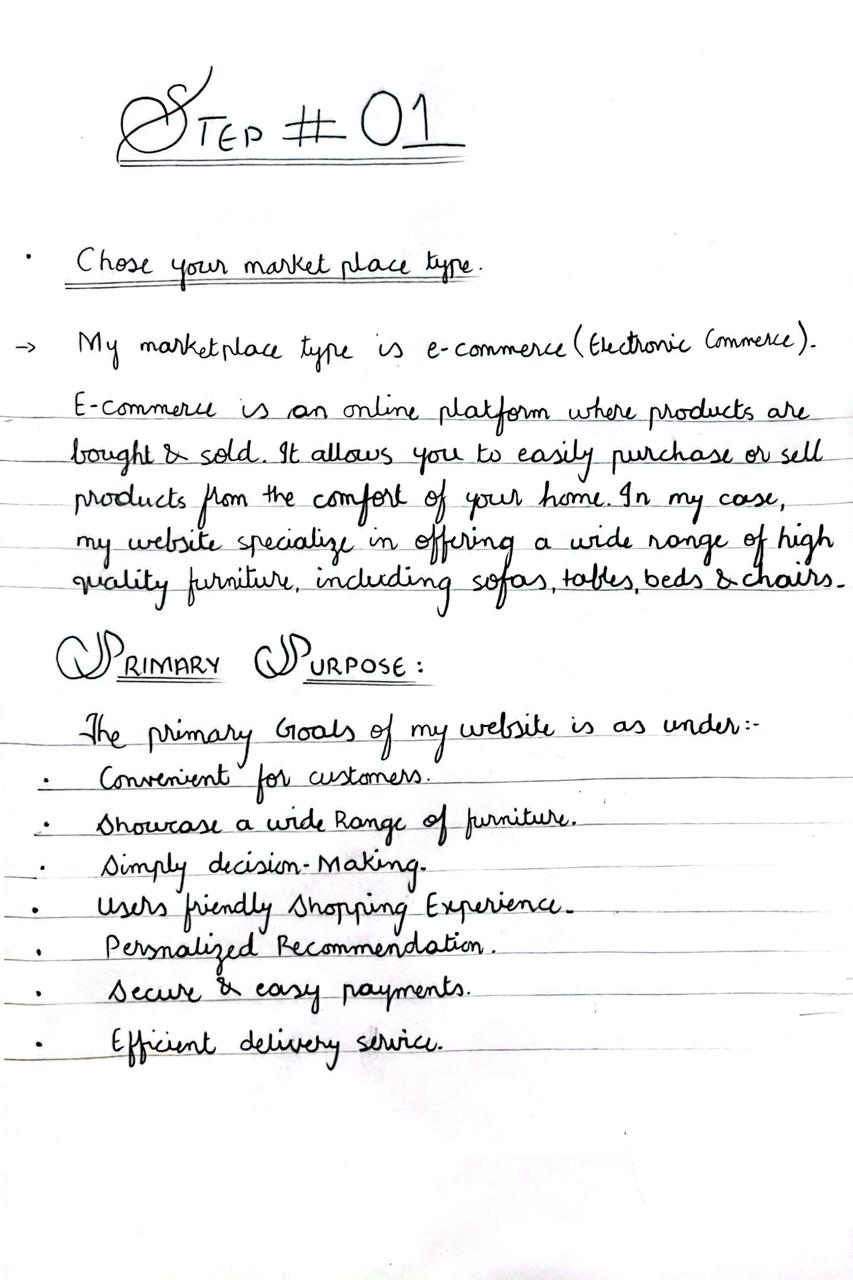 STEP # 01
• Chose your market place type.
→ My marketplace type is e-commerce (Electronic Commerce).
E-commerce is an online platform where products are
bought & sold. It allows you to easily purchase or sell
products from the comfort of your home. In my case,
my website specialize in offering a wide range of high
quality furniture, including sofas, tables, beds & chairs.
PRIMARY PURPOSE:
The primary Goals of my website is as under:-
• Convenient for customers.
• Showcase a wide Range of furniture.
• Simply decision-Making.
• Users friendly Shopping Experience.
• Persnalized Recommendation.
• Secure & easy payments.
• Efficient delivery service.